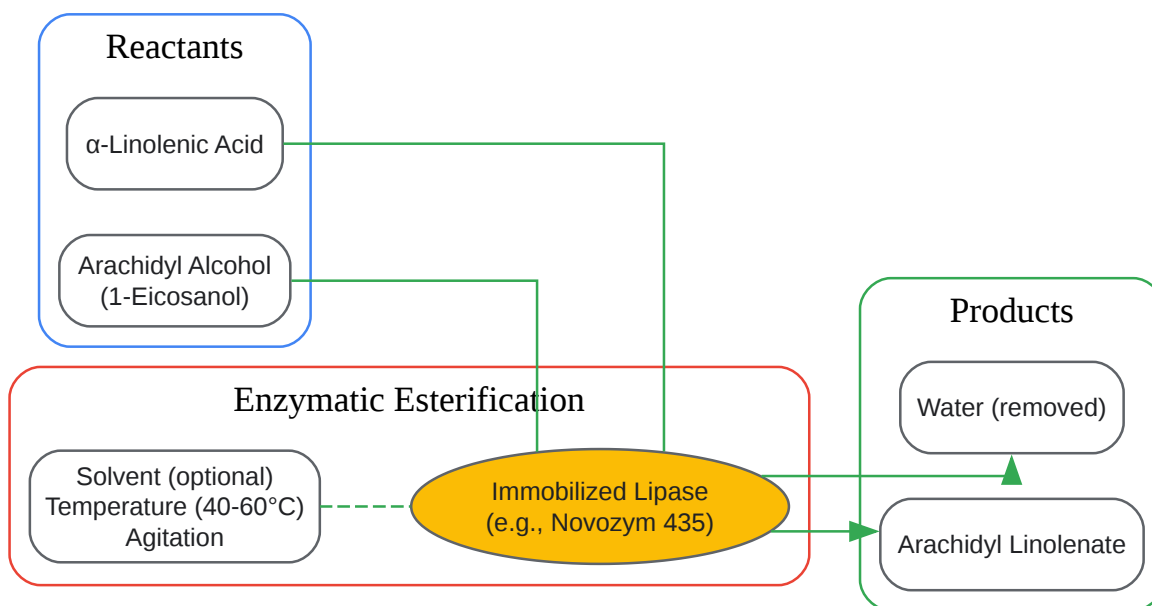 Reactants
α-Linolenic Acid
Arachidyl Alcohol
(1-Eicosanol)
Enzymatic Esterification
Solvent (optional)
Temperature (40-60°C)
Agitation
Immobilized Lipase
(e.g., Novozym 435)
Products
Water (removed)
Arachidyl Linolenate